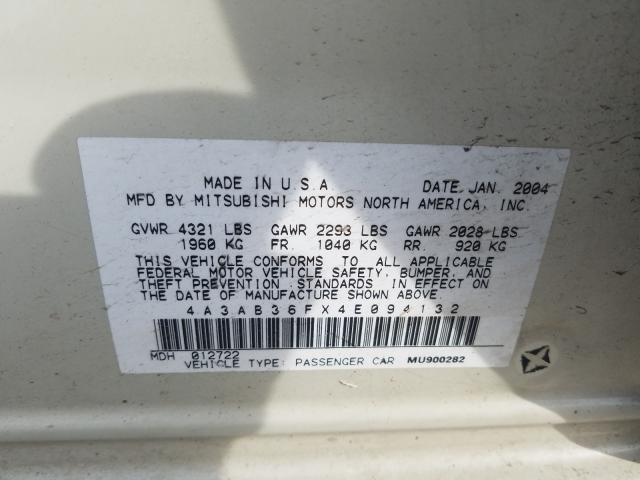 MADE IN U.S.A. DATE JAN. 2004
MFD BY MITSUBISHI MOTORS NORTH AMERICA, INC.
GVWR 4321 LBS GAWR 2293 LBS GAWR 2028 LBS
1960 KG FR. 1040 KG RR. 920 KG
THIS VEHICLE CONFORMS TO ALL APPLICABLE
FEDERAL MOTOR VEHICLE SAFETY, BUMPER, AND
THEFT PREVENTION STANDARDS IN EFFECT ON
DATE OF MANUFACTURE SHOWN ABOVE.
4A3AB36FX4E094132
MDH 012722
VEHICLE TYPE: PASSENGER CAR MU900282